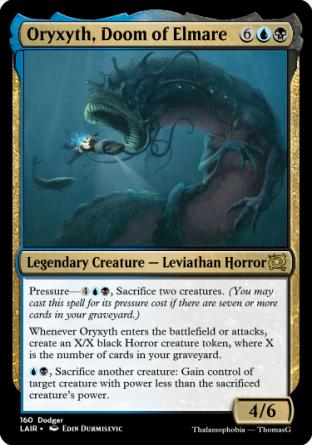 Oryxyth, Doom of Elmare 6
Legendary Creature — Leviathan Horror
Pressure—4, Sacrifice two creatures. (You
may cast this spell for its pressure cost if there are seven or more
cards in your graveyard.)
Whenever Oryxyth enters the battlefield or attacks,
create an X/X black Horror creature token, where X
is the number of cards in your graveyard.
, Sacrifice another creature: Gain control of
target creature with power less than the sacrificed
creature's power.
4/6
160 Dodger
LAIR • Edin Durmisevic
Thalassophobia — ThomasG